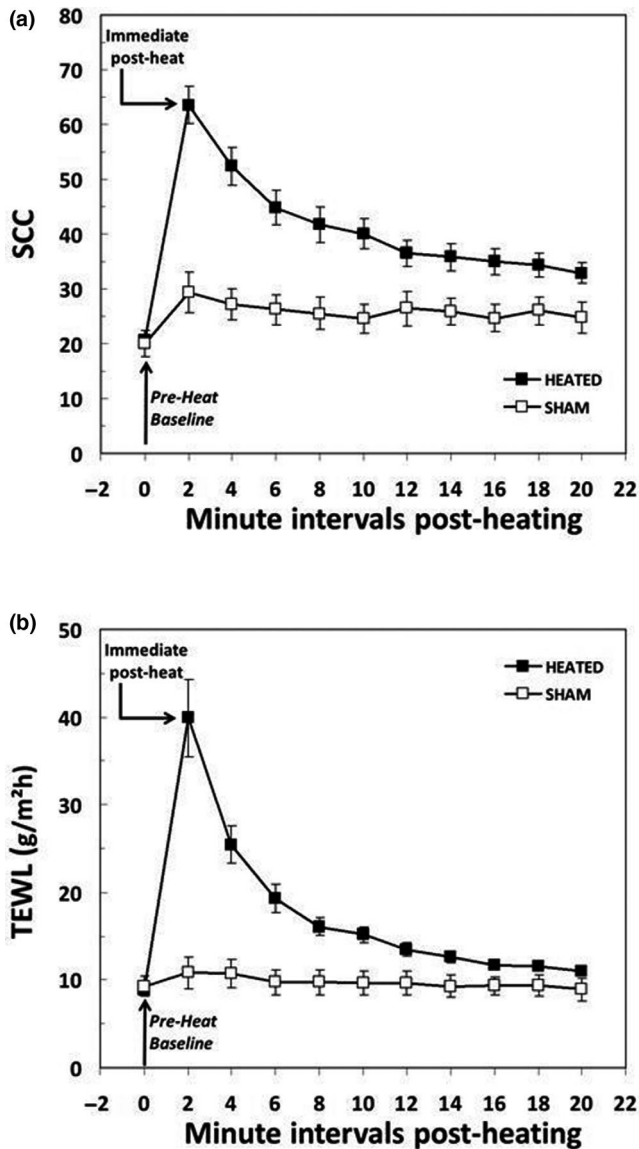 (a)
80
Immediate
post-heat
70
60
50
40
30
20
10
0
SCC
Pre-Heat
Baseline
HEATED
SHAM
−2 0 2 4 6 8 10 12 14 16 18 20 22
Minute intervals post-heating
(b)
50
Immediate
post-heat
40
30
20
10
0
TEWL (g/m²h)
HEATED
SHAM
Pre-Heat
Baseline
−2 0 2 4 6 8 10 12 14 16 18 20 22
Minute intervals post-heating